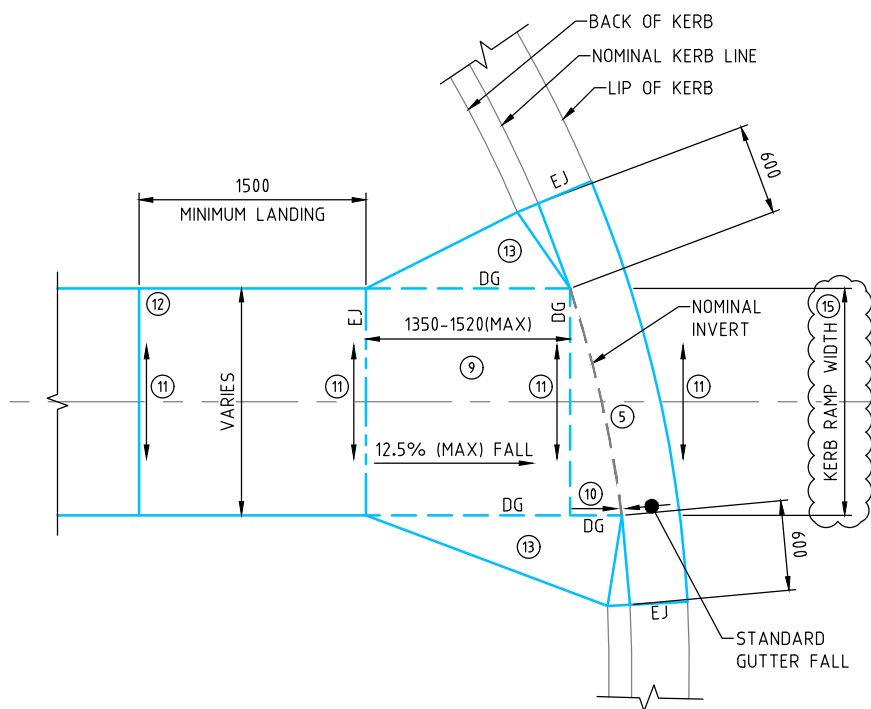 BACK OF KERB
NOMINAL KERB LINE
LIP OF KERB
EJ
600
1500
MINIMUM LANDING
13
DG
12
EJ
DG
NOMINAL
INVERT
15
1350-1520(MAX)
9
11
11
11
11
5
VARIES
KERB RAMP WIDTH
12.5% (MAX) FALL
10
DG
DG
13
600
EJ
STANDARD
GUTTER FALL